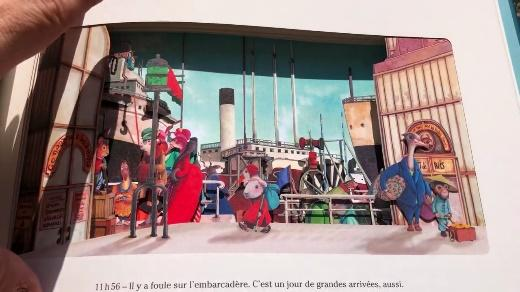 11h56 – Il y a foule sur l'embarcadère. C'est un jour de grandes arrivées, aussi.